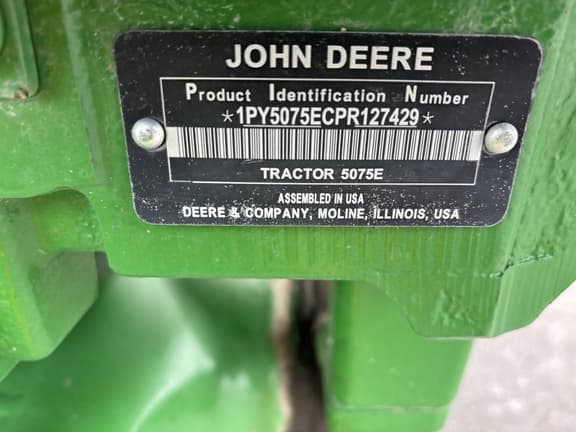 JOHN DEERE
Product Identification Number
*1PY5075ECPR127429*
TRACTOR 5075E
ASSEMBLED IN USA
DEERE & COMPANY, MOLINE, ILLINOIS, USA